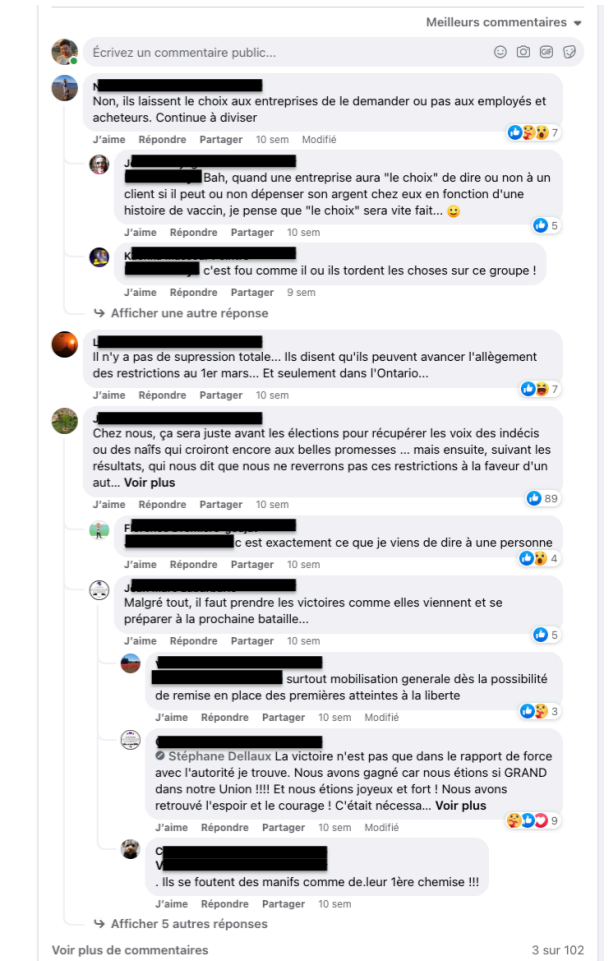 Meilleurs commentaires
Écrivez un commentaire public...
GIF
Non, ils laissent le choix aux entreprises de le demander ou pas aux employés et
acheteurs. Continue à diviser
7
J'aime Répondre Partager 10 sem Modifié
Bah, quand une entreprise aura "le choix" de dire ou non à un
client si il peut ou non dépenser son argent chez eux en fonction d'une
histoire de vaccin, je pense que "le choix" sera vite fait...
5
J'aime Répondre Partager 10 sem
c'est fou comme il ou ils tordent les choses sur ce groupe !
J'aime Répondre Partager 9 sem
Afficher une autre réponse
Il n'y a pas de supression totale... Ils disent qu'ils peuvent avancer l'allègement
des restrictions au 1er mars... Et seulement dans l'Ontario...
7
J'aime Répondre Partager 10 sem
Chez nous, ça sera juste avant les élections pour récupérer les voix des indécis
ou des naïfs qui croiront encore aux belles promesses ... mais ensuite, suivant les
résultats, qui nous dit que nous ne reverrons pas ces restrictions à la faveur d'un
aut... Voir plus
89
J'aime Répondre Partager 10 sem
c est exactement ce que je viens de dire à une personne
4
J'aime Répondre Partager 10 sem
Malgré tout, il faut prendre les victoires comme elles viennent et se
préparer à la prochaine bataille...
5
J'aime Répondre Partager 10 sem
surtout mobilisation generale dès la possibilité
de remise en place des premières atteintes à la liberte
3
J'aime Répondre Partager 10 sem Modifié
Stéphane Dellaux La victoire n'est pas que dans le rapport de force
avec l'autorité je trouve. Nous avons gagné car nous étions si GRAND
dans notre Union !!!! Et nous étions joyeux et fort ! Nous avons
retrouvé l'espoir et le courage ! C'était nécessa... Voir plus
9
J'aime Répondre Partager 10 sem Modifié
. Ils se foutent des manifs comme de.leur 1ère chemise !!!
J'aime Répondre Partager 10 sem
Afficher 5 autres réponses
Voir plus de commentaires 3 sur 102